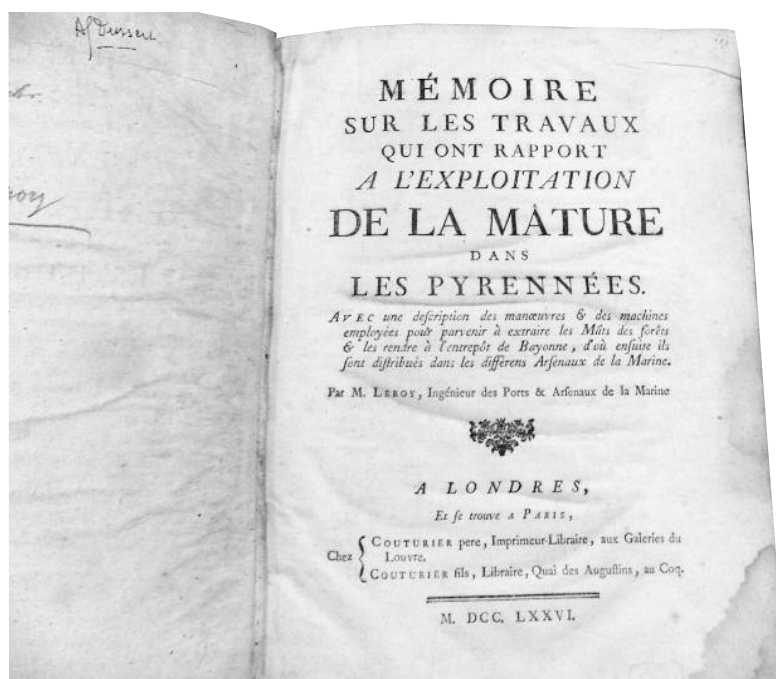 MÉMOIRE
SUR LES TRAVAUX
QUI ONT RAPPORT
A L'EXPLOITATION
DE LA MÂTURE
DANS
LES PYRENNÉES.
AVEC une deſcription des manœuvres & des machines
employées pour parvenir à extraire les Mâts des forêts
& les rendre à l'entrepôt de Bayonne, d'où enſuite ils
ſont diſtribués dans les différens Arſenaux de la Marine.
Par M. LEROY, Ingénieur des Ports & Arſenaux de la Marine
A LONDRES,
Et ſe trouve A PARIS,
Chez { COUTURIER pere, Imprimeur-Libraire, aux Galeries du
Louvre.
COUTURIER fils, Libraire, Quai des Auguſtins, au Coq.
M. DCC. LXXVI.